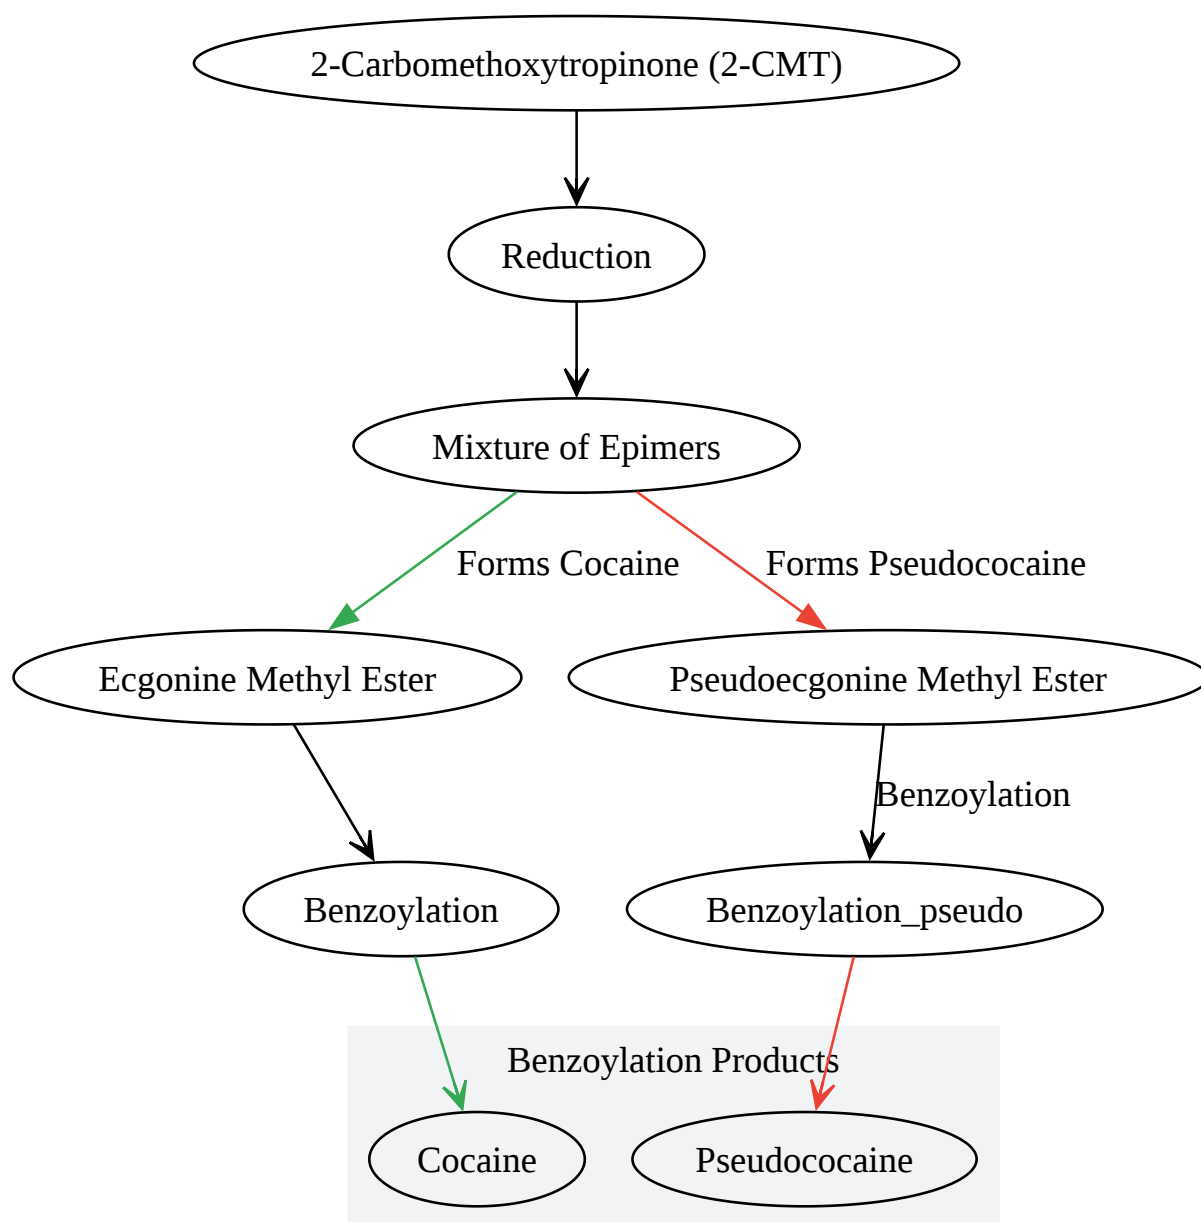 2-Carbomethoxytropinone (2-CMT)
Reduction
Mixture of Epimers
Forms Cocaine
Forms Pseudococaine
Ecgonine Methyl Ester
Pseudoecgonine Methyl Ester
Benzoylation
Benzoylation
Benzoylation_pseudo
Benzoylation Products
Cocaine
Pseudococaine